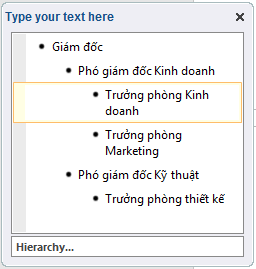 Type your text here
Giám đốc
Phó giám đốc Kinh doanh
Trưởng phòng Kinh
doanh
Trưởng phòng
Marketing
Phó giám đốc Kỹ thuật
Trưởng phòng thiết kế
Hierarchy...